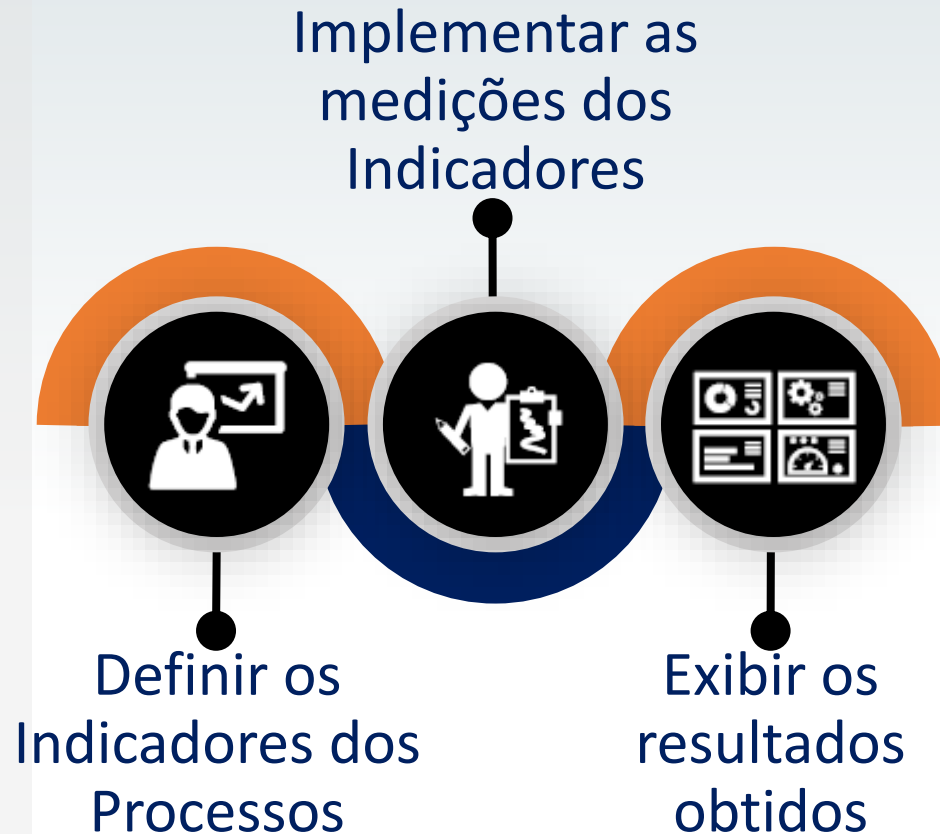 Implementar as
medições dos
Indicadores
Definir os
Indicadores dos
Processos
Exibir os
resultados
obtidos